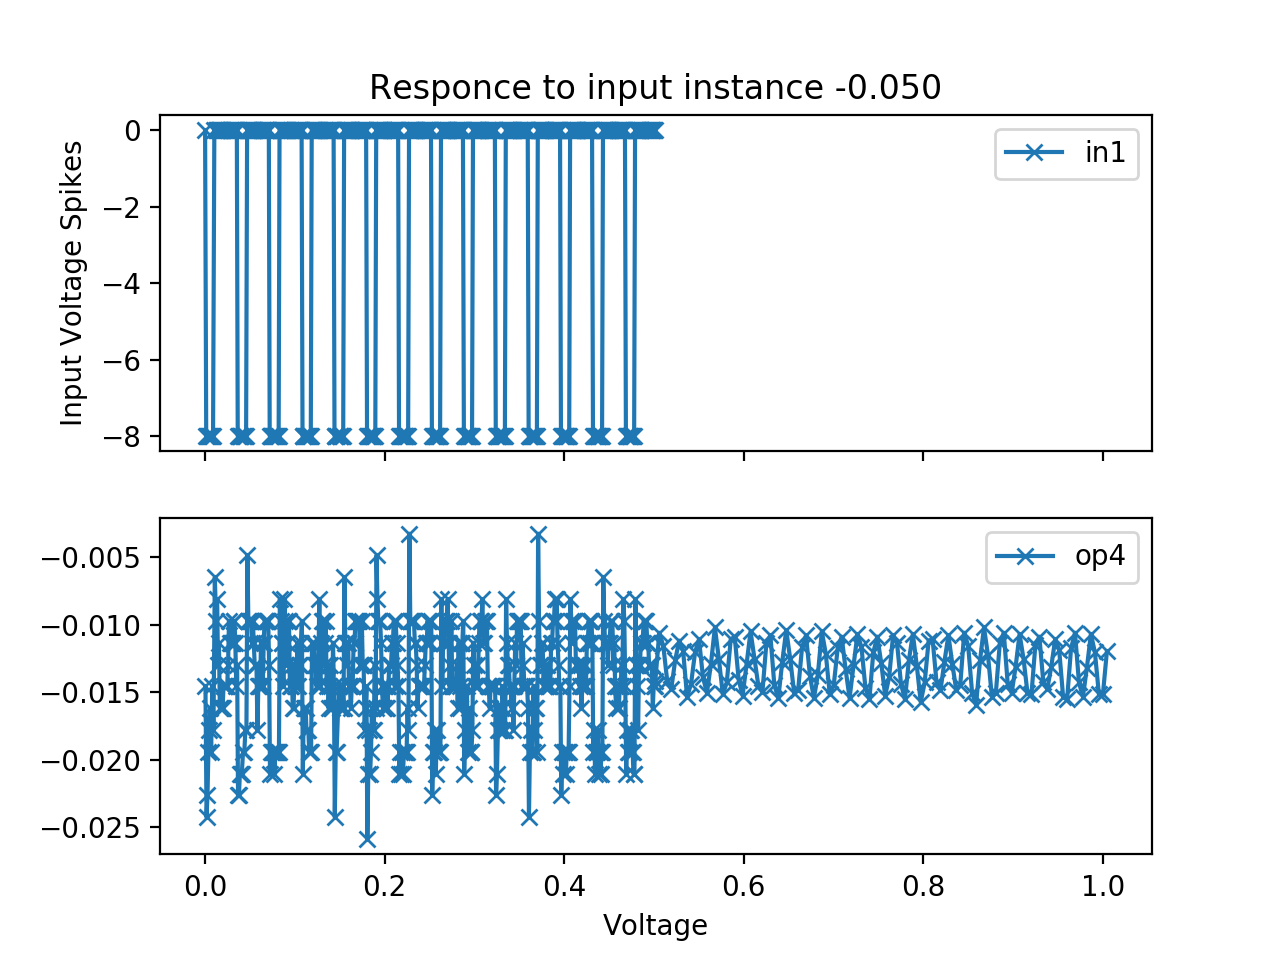 Responce to input instance -0.050
Input Voltage Spikes
0
−2
−4
−6
−8
in1
−0.005
−0.010
−0.015
−0.020
−0.025
op4
0.0 0.2 0.4 0.6 0.8 1.0
Voltage